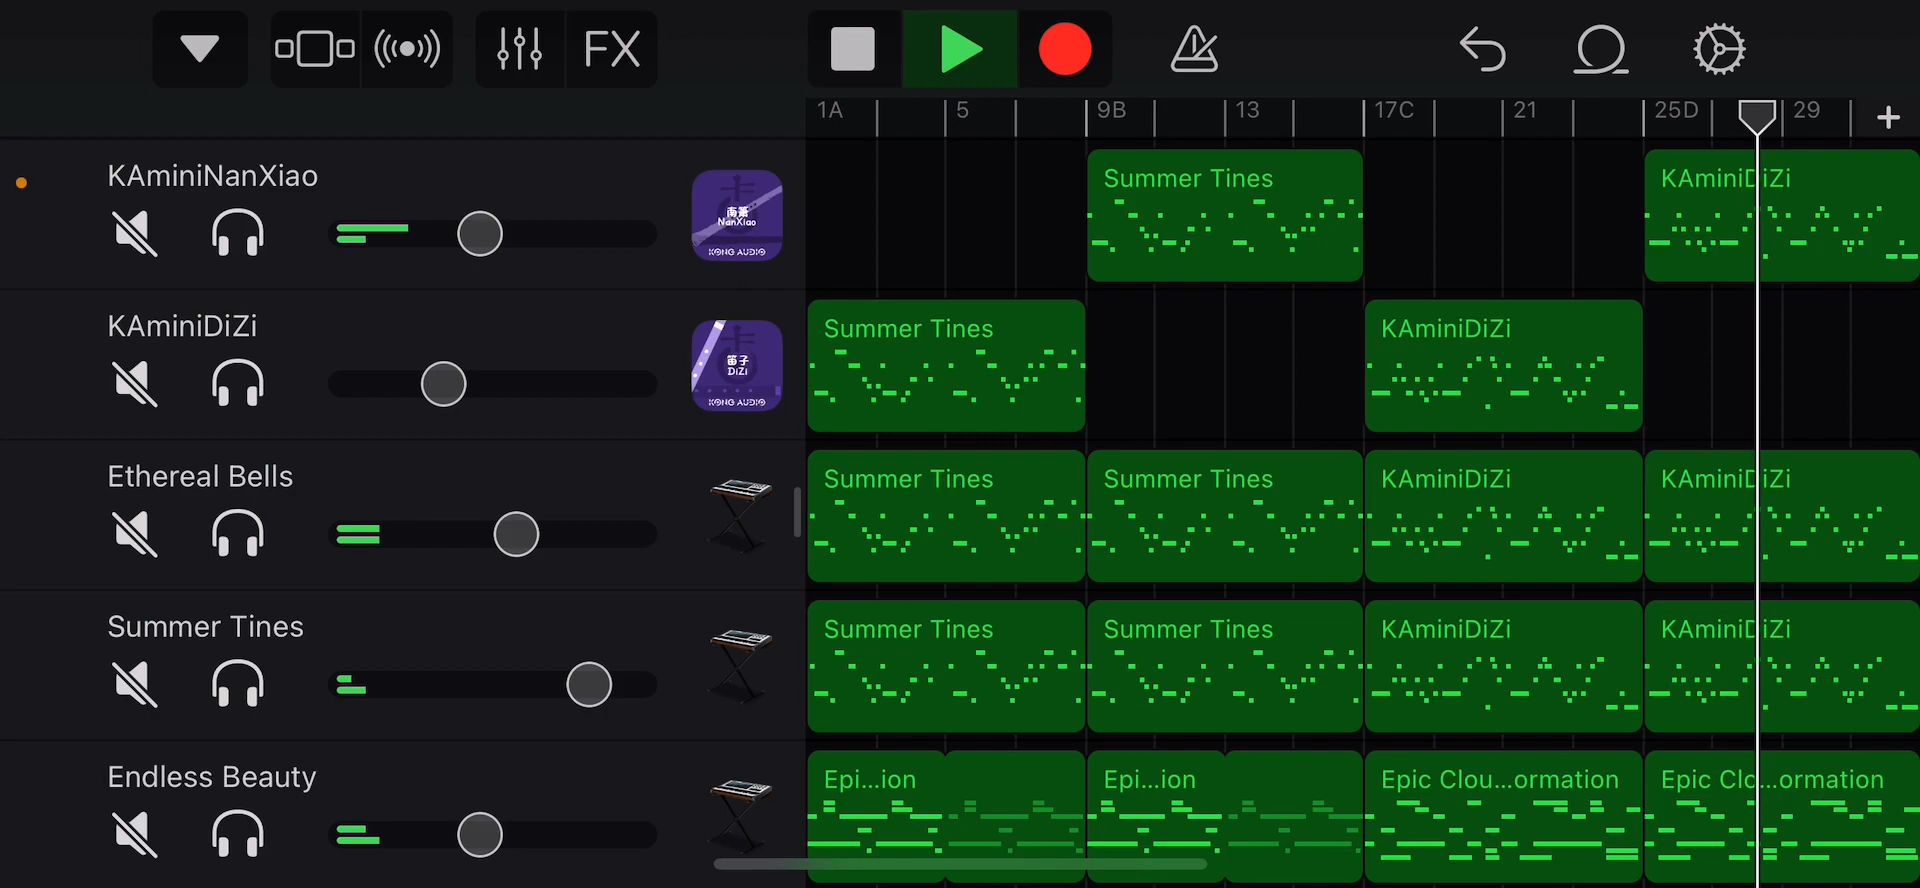 FX
1A 5 9B 13 17C 21 25D 29 +
KAminiNanXiao
南箫
NanXiao
KONG AUDIO
Summer Tines
KAminiDiZi
KAminiDiZi
笛子
DiZi
KONG AUDIO
Summer Tines
KAminiDiZi
Ethereal Bells
Summer Tines
Summer Tines
KAminiDiZi
KAminiDiZi
Summer Tines
Summer Tines
Summer Tines
KAminiDiZi
KAminiDiZi
Endless Beauty
Epi...ion
Epi...ion
Epic Clou...ormation
Epic Clo...ormation